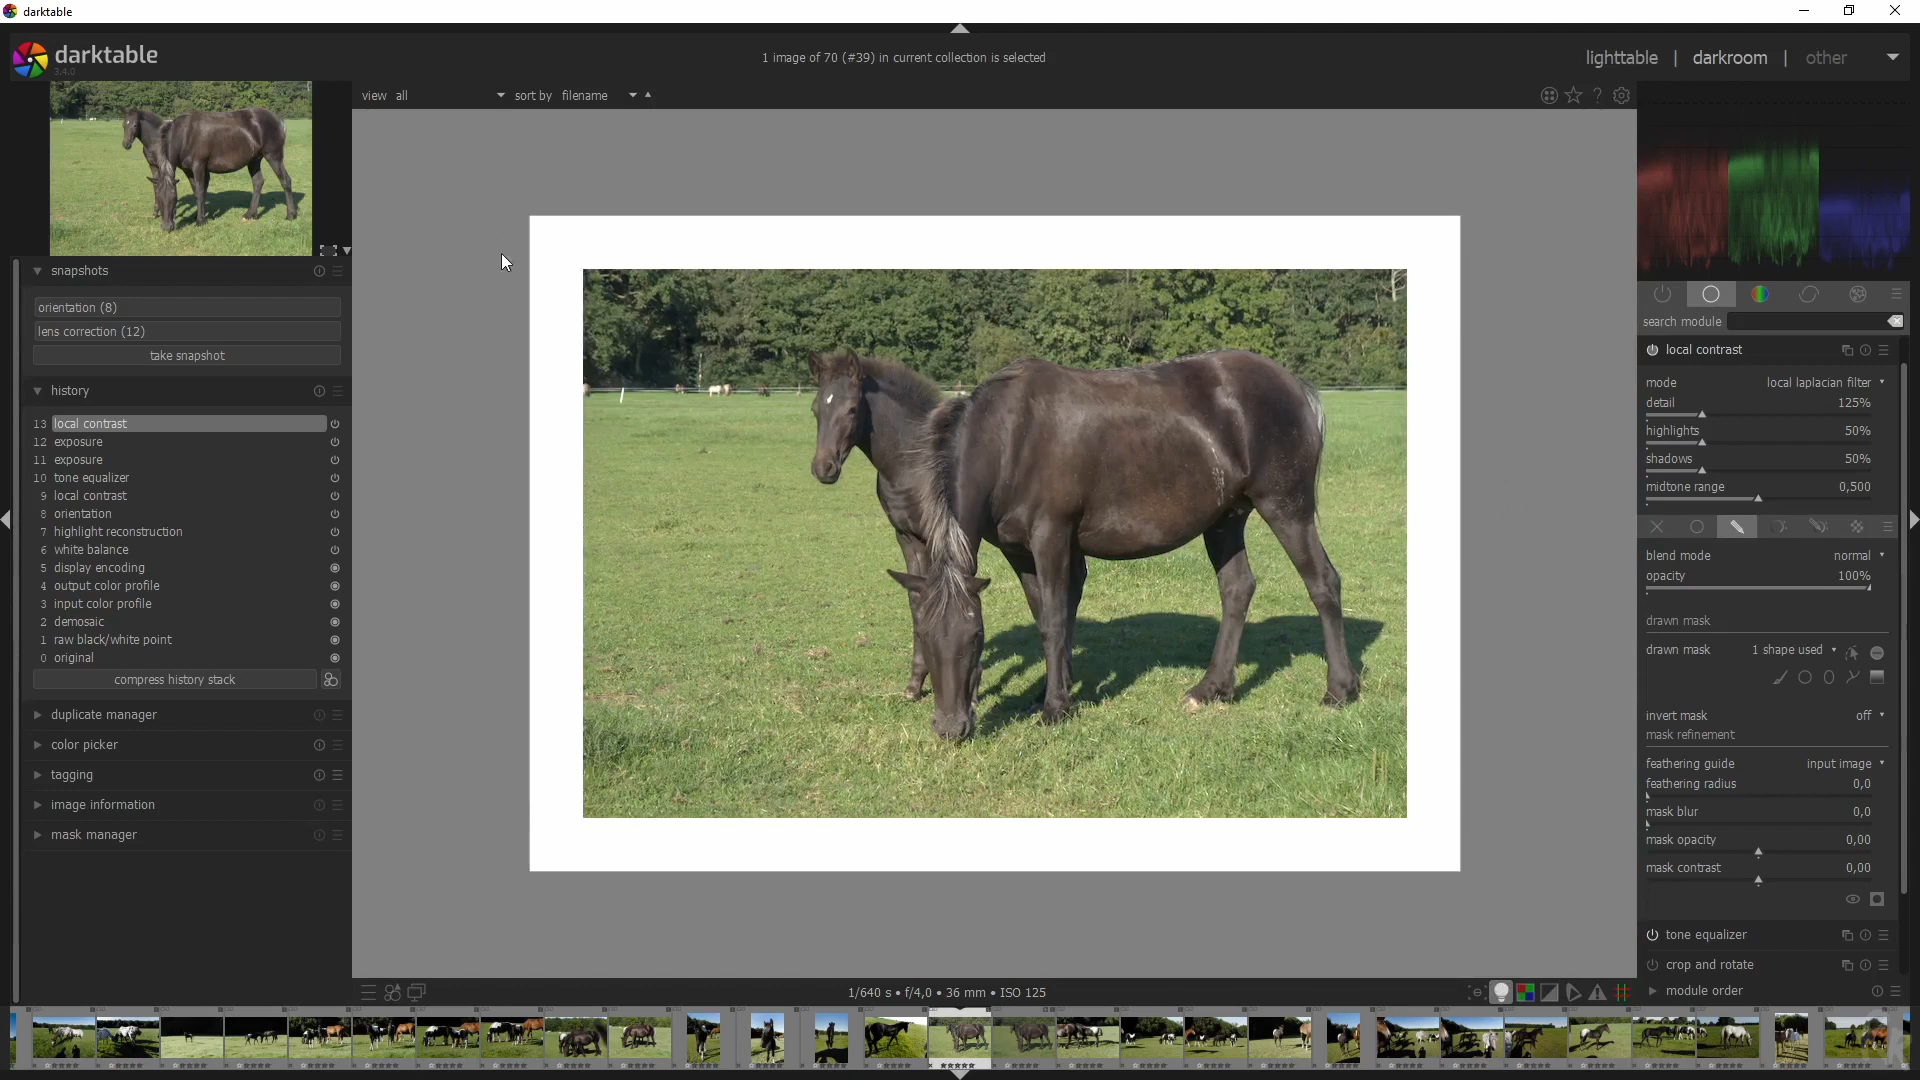 darktable
darktable
3.4.0
1 image of 70 (#39) in current collection is selected
lighttable | darkroom | other
view all sort by filename
snapshots
orientation (8)
lens correction (12)
take snapshot
history
13 local contrast
12 exposure
11 exposure
10 tone equalizer
9 local contrast
8 orientation
7 highlight reconstruction
6 white balance
5 display encoding
4 output color profile
3 input color profile
2 demosaic
1 raw black/white point
0 original
compress history stack
duplicate manager
color picker
tagging
image information
mask manager
search module
local contrast
mode local laplacian filter
detail 125%
highlights 50%
shadows 50%
midtone range 0,500
blend mode normal
opacity 100%
drawn mask
drawn mask 1 shape used
invert mask off
mask refinement
feathering guide input image
feathering radius 0,0
mask blur 0,0
mask opacity 0,00
mask contrast 0,00
tone equalizer
crop and rotate
module order
1/640 s • f/4,0 • 36 mm • ISO 125